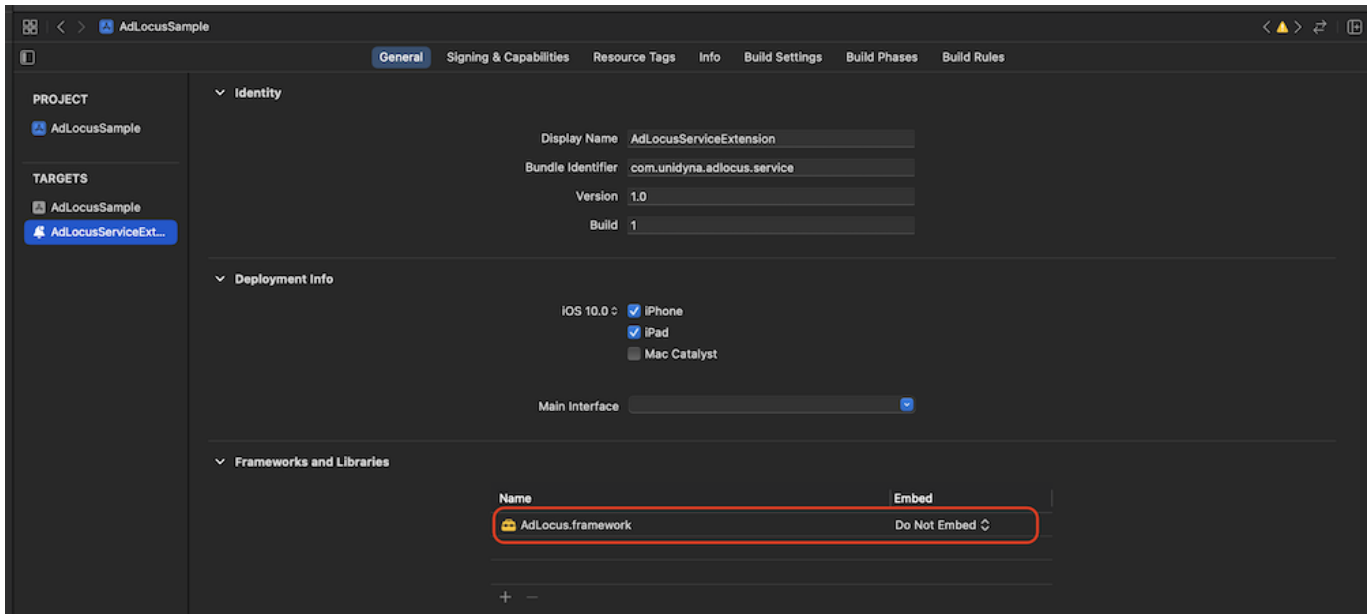 AdLocusSample
General Signing & Capabilities Resource Tags Info Build Settings Build Phases Build Rules
PROJECT
AdLocusSample
TARGETS
AdLocusSample
AdLocusServiceExt...
Identity
Display Name AdLocusServiceExtension
Bundle Identifier com.unidyna.adlocus.service
Version 1.0
Build 1
Deployment Info
iOS 10.0 iPhone
iPad
Mac Catalyst
Main Interface
Frameworks and Libraries
Name Embed
AdLocus.framework Do Not Embed